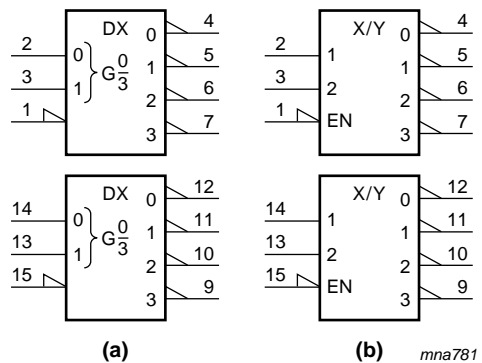 DX 0 4 X/Y 0 4
2 0 1 5 2 1 1 5
3 1 G 0/3 2 6 3 2 2 6
1 3 7 1 EN 3 7
DX 0 12 X/Y 0 12
14 0 1 11 14 1 1 11
13 1 G 0/3 2 10 13 2 2 10
15 3 9 15 EN 3 9
(a) (b) mna781